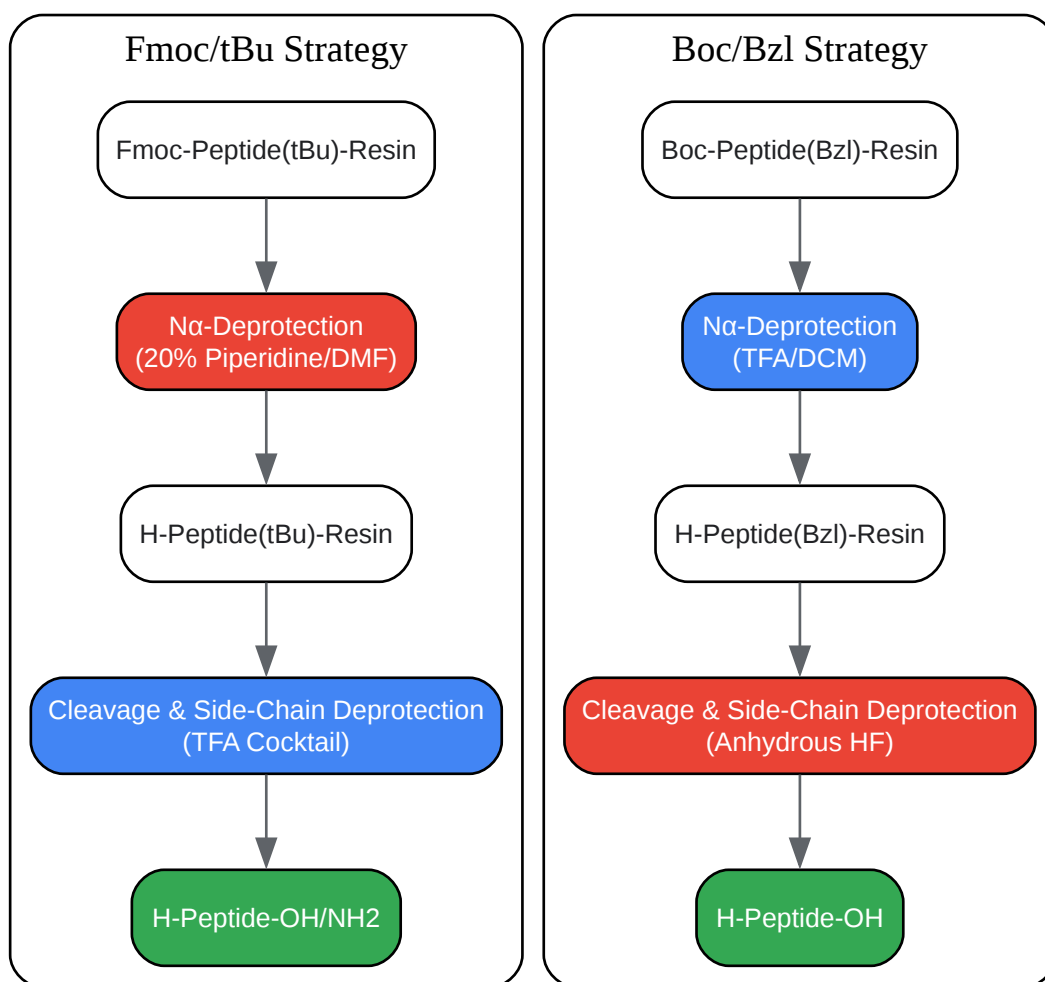 Fmoc/tBu Strategy
Fmoc-Peptide(tBu)-Resin
Nα-Deprotection
(20% Piperidine/DMF)
H-Peptide(tBu)-Resin
Cleavage & Side-Chain Deprotection
(TFA Cocktail)
H-Peptide-OH/NH2
Boc/Bzl Strategy
Boc-Peptide(Bzl)-Resin
Nα-Deprotection
(TFA/DCM)
H-Peptide(Bzl)-Resin
Cleavage & Side-Chain Deprotection
(Anhydrous HF)
H-Peptide-OH